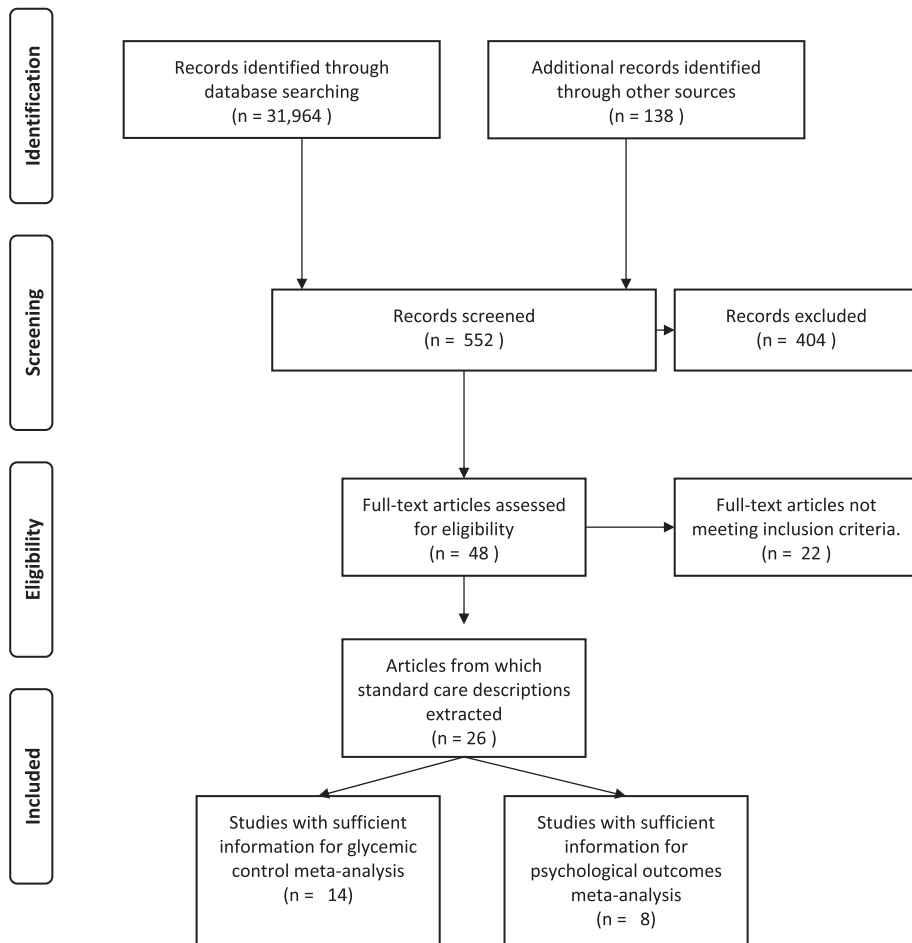 Identification
Records identified through
database searching
(n = 31,964 )
Additional records identified
through other sources
(n = 138 )
Screening
Records screened
(n = 552 )
Records excluded
(n = 404 )
Eligibility
Full-text articles assessed
for eligibility
(n = 48 )
Full-text articles not
meeting inclusion criteria.
(n = 22 )
Included
Articles from which
standard care descriptions
extracted
(n = 26 )
Studies with sufficient
information for glycemic
control meta-analysis
(n = 14)
Studies with sufficient
information for
psychological outcomes
meta-analysis
(n = 8)